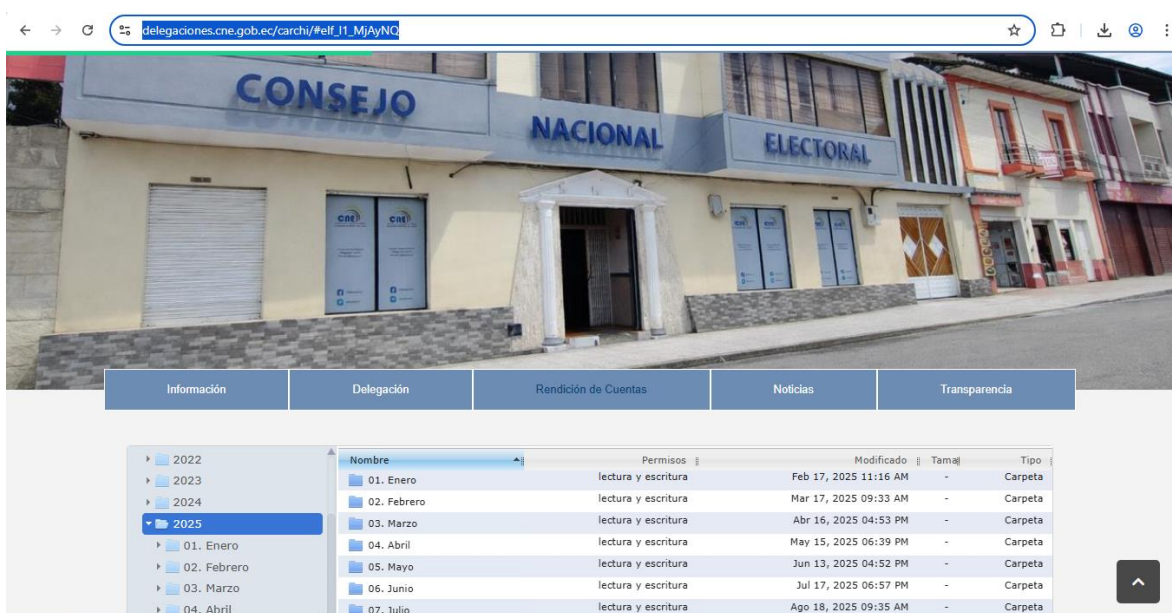 delegaciones.cne.gob.ec/carchi/#elf_l1_MjAyNQ
CONSEJO NACIONAL ELECTORAL
cne cne cne cne
Información Delegación Rendición de Cuentas Noticias Transparencia
2022
2023
2024
2025
01. Enero
02. Febrero
03. Marzo
04. Abril
Nombre Permisos Modificado Tamañ Tipo
01. Enero lectura y escritura Feb 17, 2025 11:16 AM - Carpeta
02. Febrero lectura y escritura Mar 17, 2025 09:33 AM - Carpeta
03. Marzo lectura y escritura Abr 16, 2025 04:53 PM - Carpeta
04. Abril lectura y escritura May 15, 2025 06:39 PM - Carpeta
05. Mayo lectura y escritura Jun 13, 2025 04:52 PM - Carpeta
06. Junio lectura y escritura Jul 17, 2025 06:57 PM - Carpeta
07. Julio lectura y escritura Ago 18, 2025 09:35 AM - Carpeta